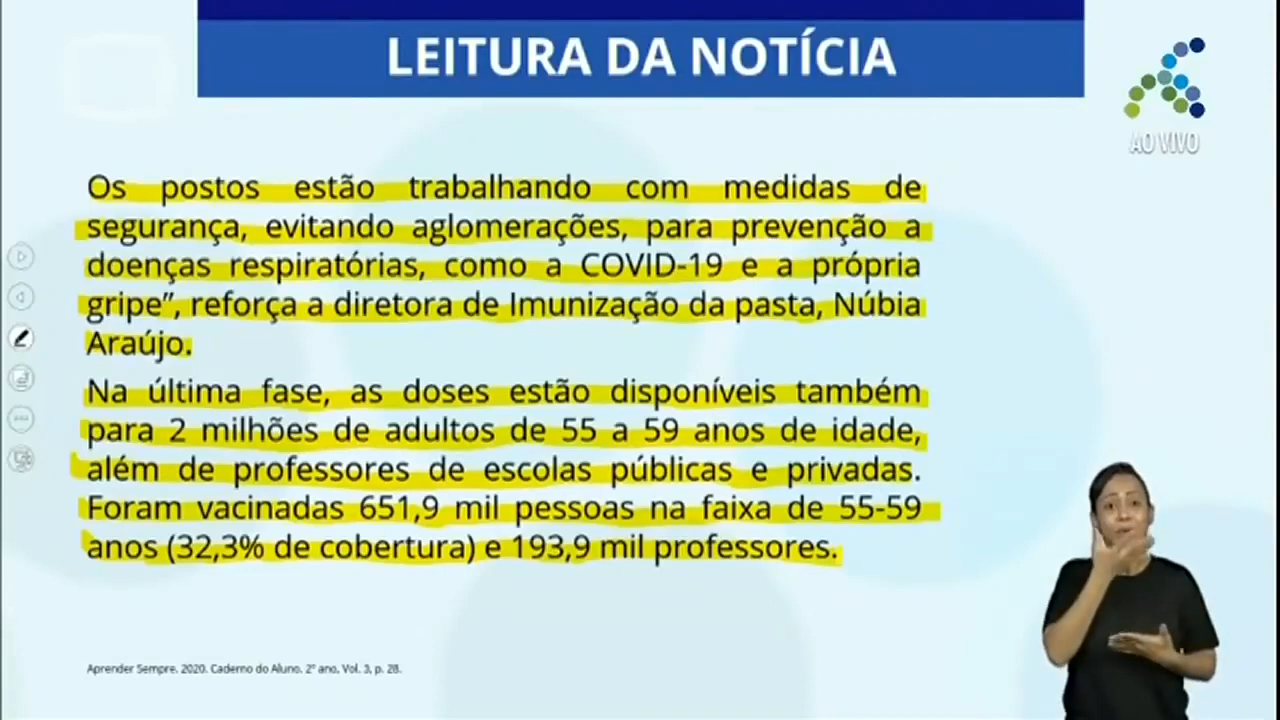 LEITURA DA NOTÍCIA
AO VIVO
Os postos estão trabalhando com medidas de
segurança, evitando aglomerações, para prevenção a
doenças respiratórias, como a COVID-19 e a própria
gripe”, reforça a diretora de Imunização da pasta, Núbia
Araújo.
Na última fase, as doses estão disponíveis também
para 2 milhões de adultos de 55 a 59 anos de idade,
além de professores de escolas públicas e privadas.
Foram vacinadas 651,9 mil pessoas na faixa de 55-59
anos (32,3% de cobertura) e 193,9 mil professores.
Aprender Sempre. 2020. Caderno do Aluno. 2º ano. Vol. 3, p. 28.